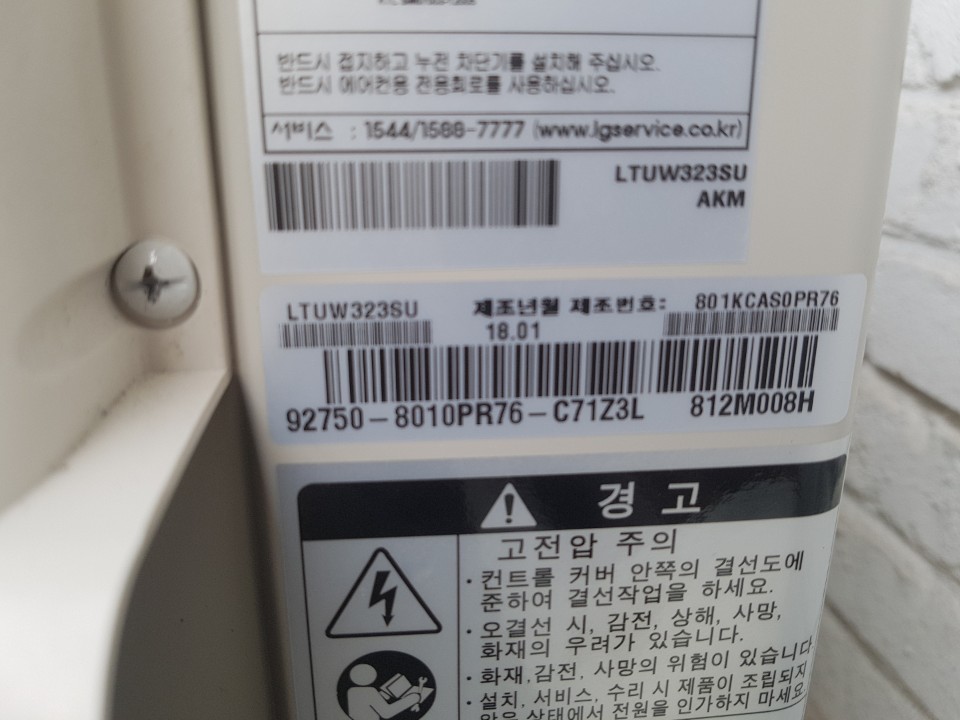 반드시 접지하고 누전 차단기를 설치해 주십시오.
반드시 에어컨용 전용회로를 사용하십시오.
서비스 : 1544/1588-7777 (www.lgservice.co.kr)
LTUW323SU
AKM
LTUW323SU 제조년월 제조번호: 801KCAS0PR76
18.01
92750-8010PR76-C71Z3L 812M008H
경고
고전압 주의
· 컨트롤 커버 안쪽의 결선도에
준하여 결선작업을 하세요.
· 오결선 시, 감전, 상해, 사망,
화재의 우려가 있습니다.
· 화재,감전, 사망의 위험이 있습니다
· 설치, 서비스, 수리 시 제품이 조립되지
않은 상태에서 전원을 인가하지 마세요.